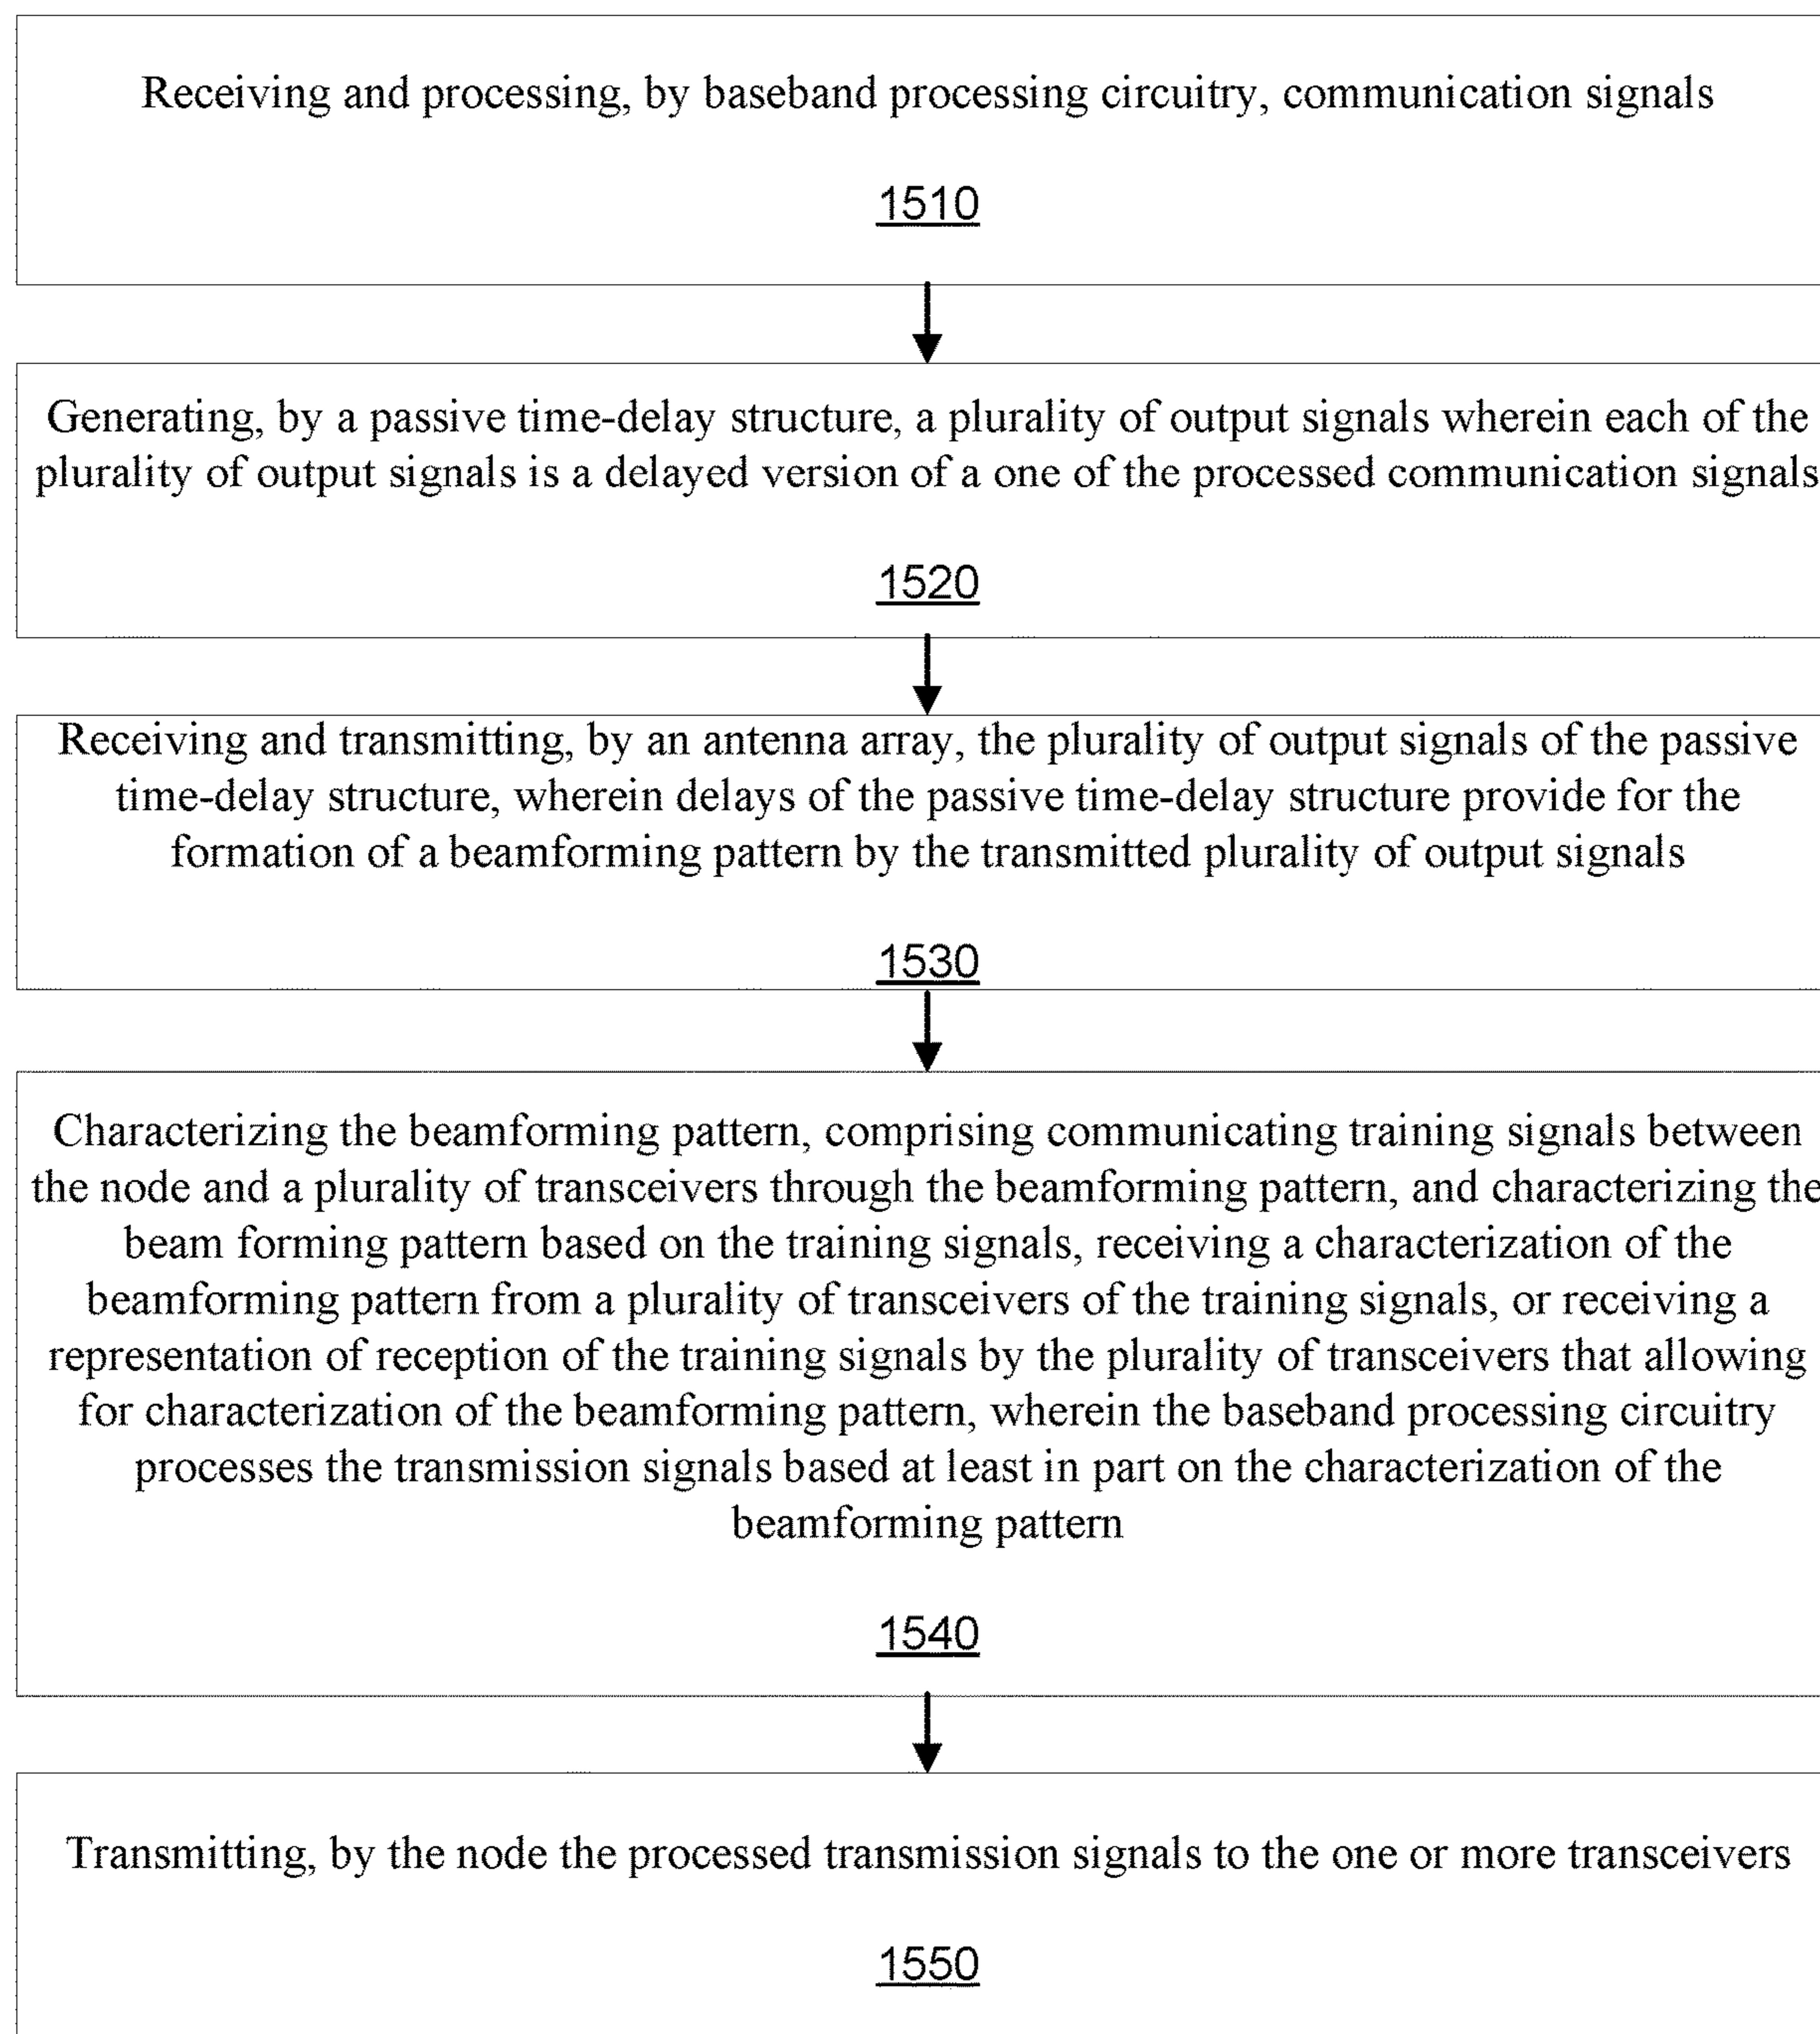 Receiving and processing, by baseband processing circuitry, communication signals
1510
Generating, by a passive time-delay structure, a plurality of output signals wherein each of the
plurality of output signals is a delayed version of a one of the processed communication signals
1520
Receiving and transmitting, by an antenna array, the plurality of output signals of the passive
time-delay structure, wherein delays of the passive time-delay structure provide for the
formation of a beamforming pattern by the transmitted plurality of output signals
1530
Characterizing the beamforming pattern, comprising communicating training signals between
the node and a plurality of transceivers through the beamforming pattern, and characterizing the
beam forming pattern based on the training signals, receiving a characterization of the
beamforming pattern from a plurality of transceivers of the training signals, or receiving a
representation of reception of the training signals by the plurality of transceivers that allowing
for characterization of the beamforming pattern, wherein the baseband processing circuitry
processes the transmission signals based at least in part on the characterization of the
beamforming pattern
1540
Transmitting, by the node the processed transmission signals to the one or more transceivers
1550